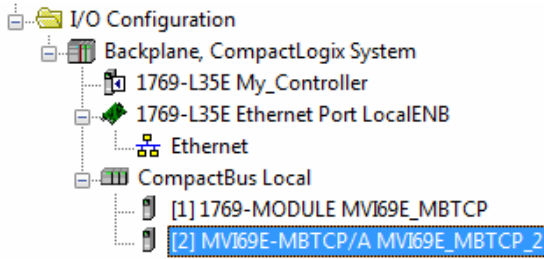 I/O Configuration
Backplane, CompactLogix System
1769-L35E My_Controller
1769-L35E Ethernet Port LocalENB
Ethernet
CompactBus Local
[1] 1769-MODULE MVI69E_MBTCP
[2] MVI69E-MBTCP/A MVI69E_MBTCP_2